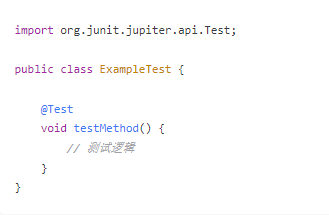 import org.junit.jupiter.api.Test;
public class ExampleTest {
@Test
void testMethod() {
// 测试逻辑
}
}